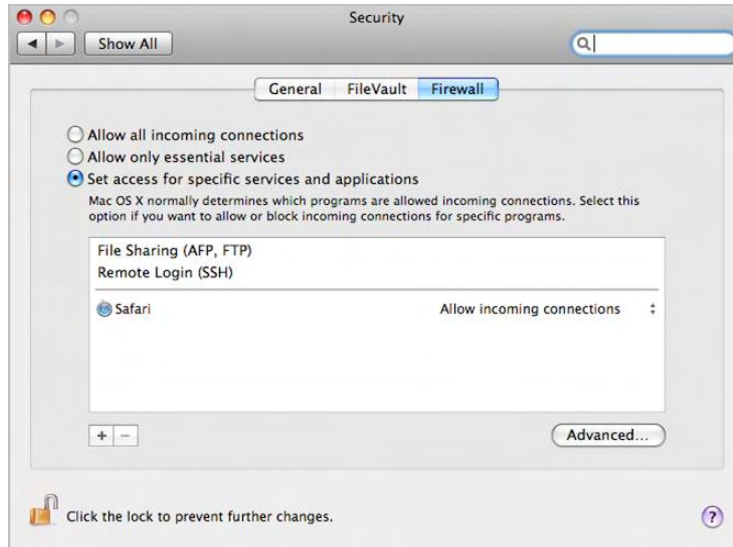 Security
Show All
General FileVault Firewall
Allow all incoming connections
Allow only essential services
Set access for specific services and applications
Mac OS X normally determines which programs are allowed incoming connections. Select this
option if you want to allow or block incoming connections for specific programs.
File Sharing (AFP, FTP)
Remote Login (SSH)
Safari Allow incoming connections
+ − Advanced...
Click the lock to prevent further changes. ?